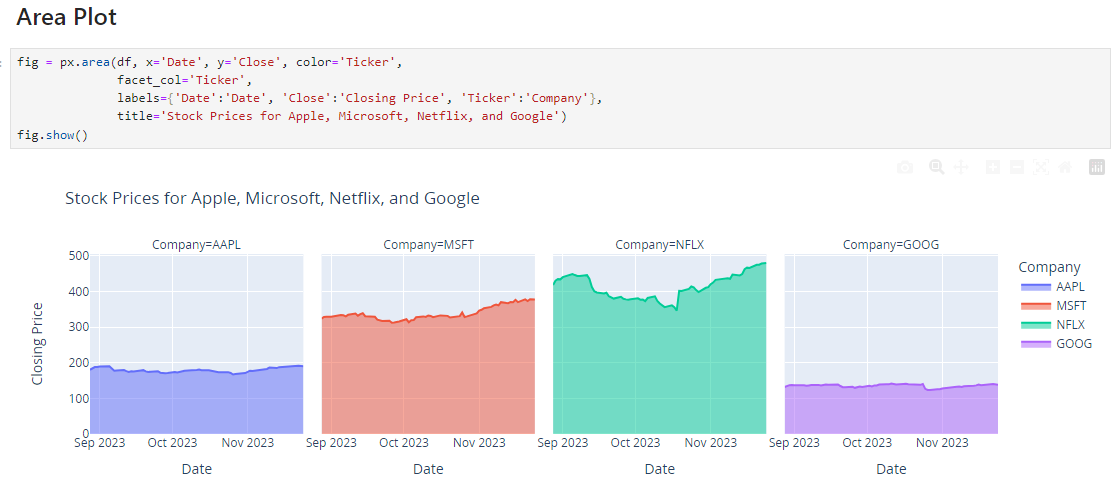 Area Plot
fig = px.area(df, x='Date', y='Close', color='Ticker',
facet_col='Ticker',
labels={'Date':'Date', 'Close':'Closing Price', 'Ticker':'Company'},
title='Stock Prices for Apple, Microsoft, Netflix, and Google')
fig.show()
Stock Prices for Apple, Microsoft, Netflix, and Google
Company=AAPL Company=MSFT Company=NFLX Company=GOOG
500
400
300
200
100
0
Closing Price
Sep 2023 Oct 2023 Nov 2023 Sep 2023 Oct 2023 Nov 2023 Sep 2023 Oct 2023 Nov 2023 Sep 2023 Oct 2023 Nov 2023
Date Date Date Date
Company
AAPL
MSFT
NFLX
GOOG